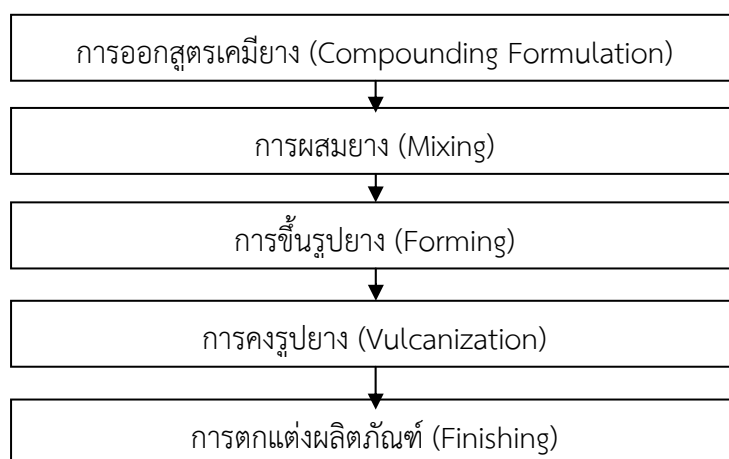 การออกสูตรเคมียาง (Compounding Formulation)
การผสมยาง (Mixing)
การขึ้นรูปยาง (Forming)
การคงรูปยาง (Vulcanization)
การตกแต่งผลิตภัณฑ์ (Finishing)